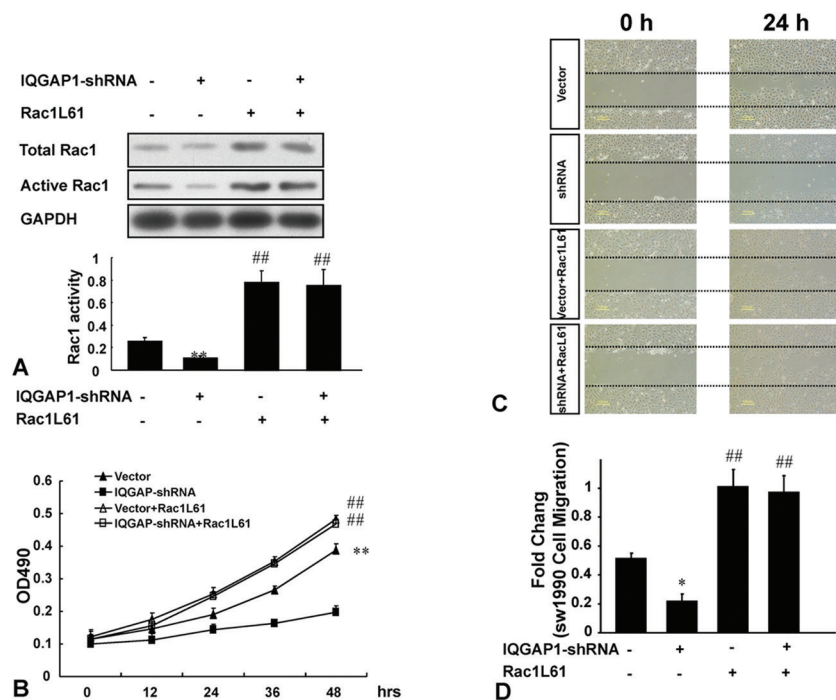 IQGAP1-shRNA - + - +
Rac1L61 - - + +
Total Rac1
Active Rac1
GAPDH
Rac1 activity
1
0.8
0.6
0.4
0.2
0
**
##
##
IQGAP1-shRNA - + - +
Rac1L61 - - + +
A
OD490
0.6
0.5
0.4
0.3
0.2
0.1
0 12 24 36 48 hrs
Vector
IQGAP-shRNA
Vector+Rac1L61
IQGAP-shRNA+Rac1L61
##
##
**
B
0 h 24 h
Vector
shRNA
Vector+Rac1L61
shRNA+RacL61
C
Fold Chang
(sw1990 Cell Migration)
1
0.8
0.6
0.4
0.2
0
*
##
##
IQGAP1-shRNA - + - +
Rac1L61 - - + +
D